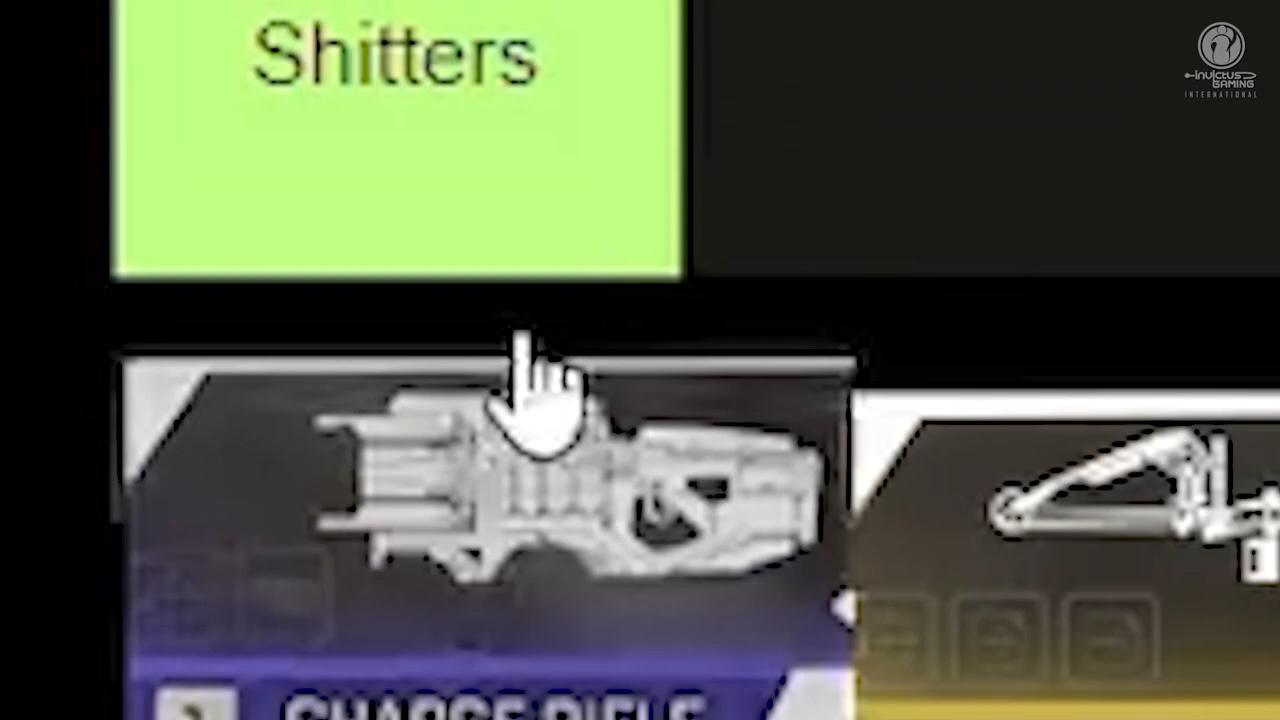 Shitters
INVICTUS
GAMING
INTERNATIONAL
CHARGE RIFLE